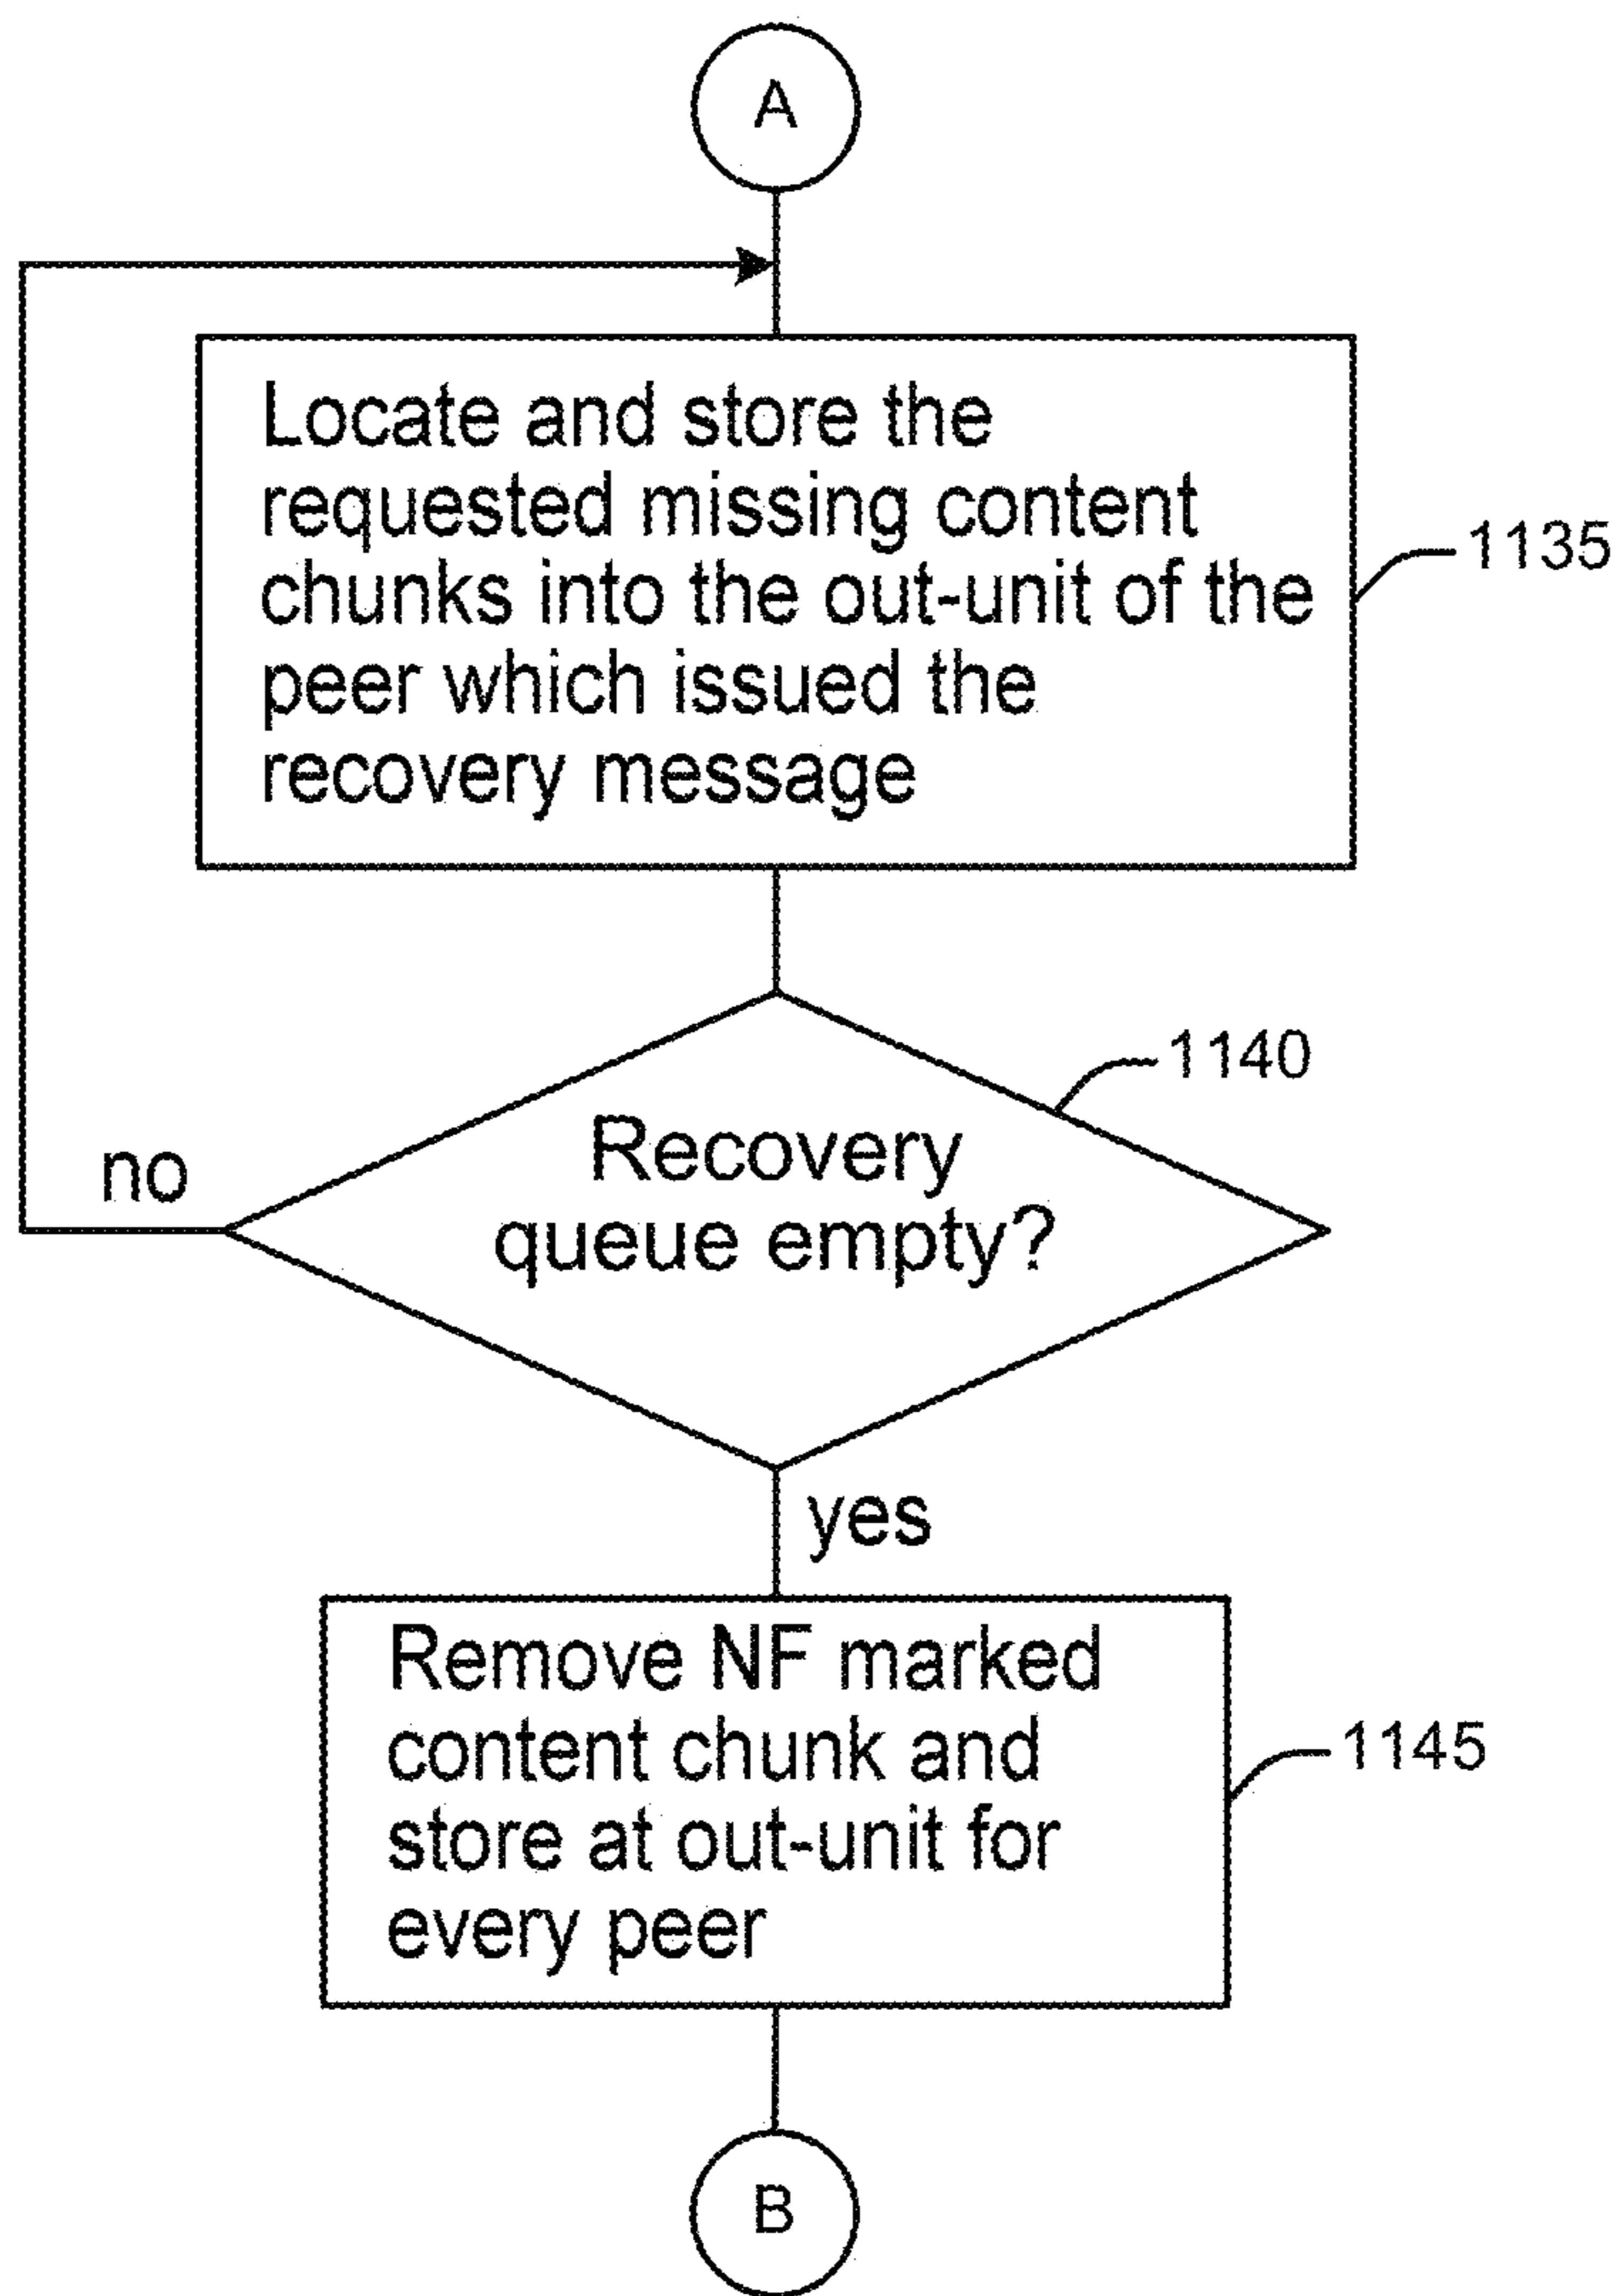 A
Locate and store the
requested missing content
chunks into the out-unit of the
peer which issued the
recovery message
1135
1140
Recovery
queue empty?
no
yes
Remove NF marked
content chunk and
store at out-unit for
every peer
1145
B